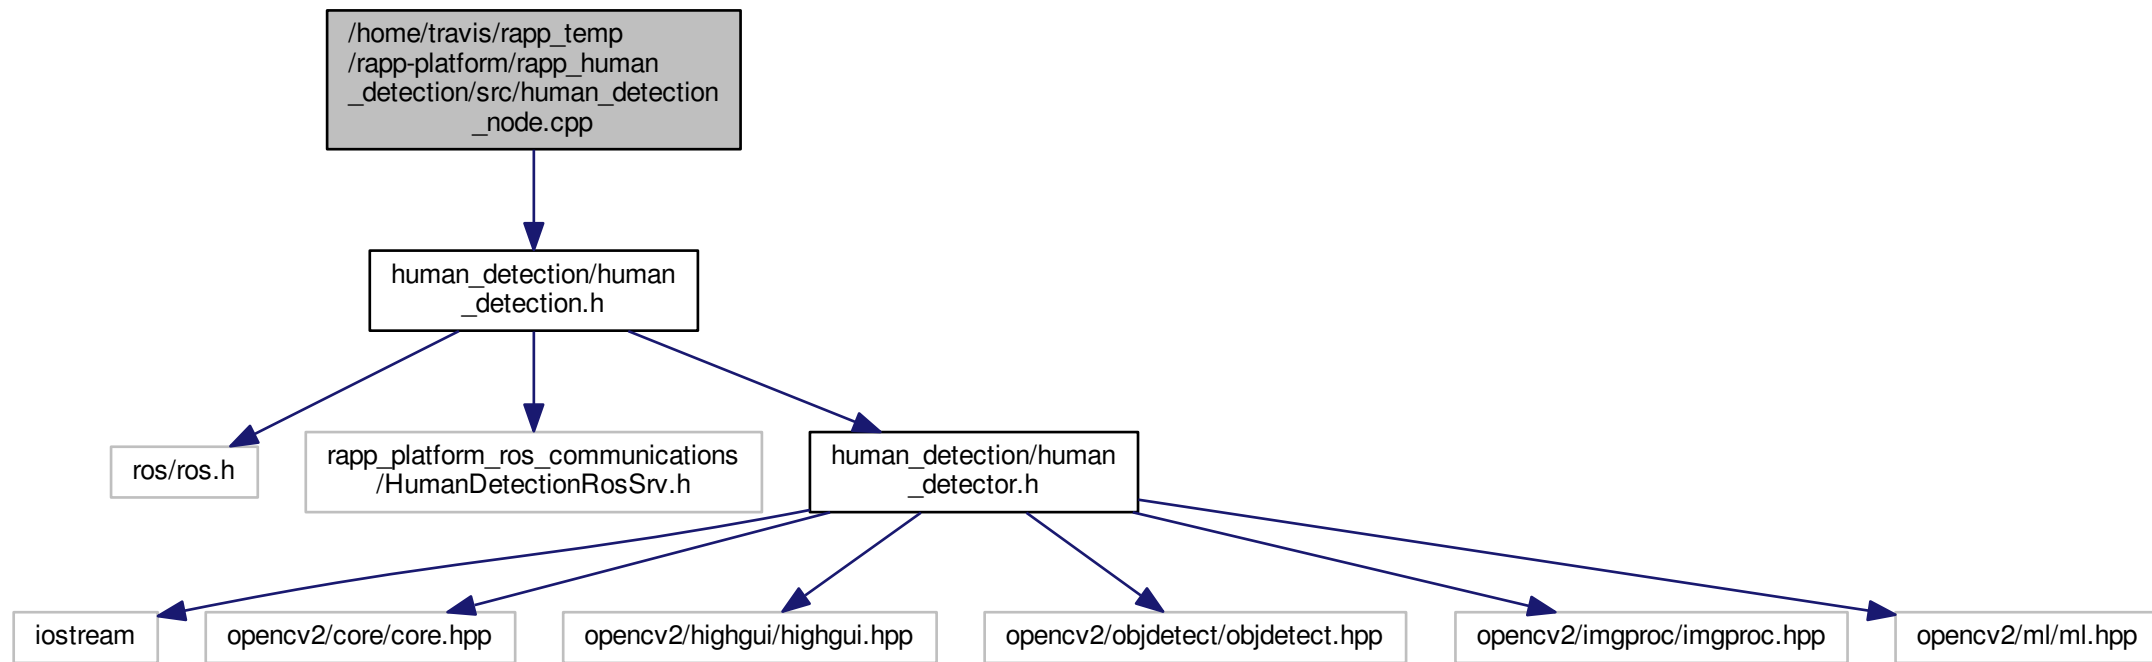 /home/travis/rapp_temp
/rapp-platform/rapp_human
_detection/src/human_detection
_node.cpp
human_detection/human
_detection.h
ros/ros.h
rapp_platform_ros_communications
/HumanDetectionRosSrv.h
human_detection/human
_detector.h
iostream
opencv2/core/core.hpp
opencv2/highgui/highgui.hpp
opencv2/objdetect/objdetect.hpp
opencv2/imgproc/imgproc.hpp
opencv2/ml/ml.hpp